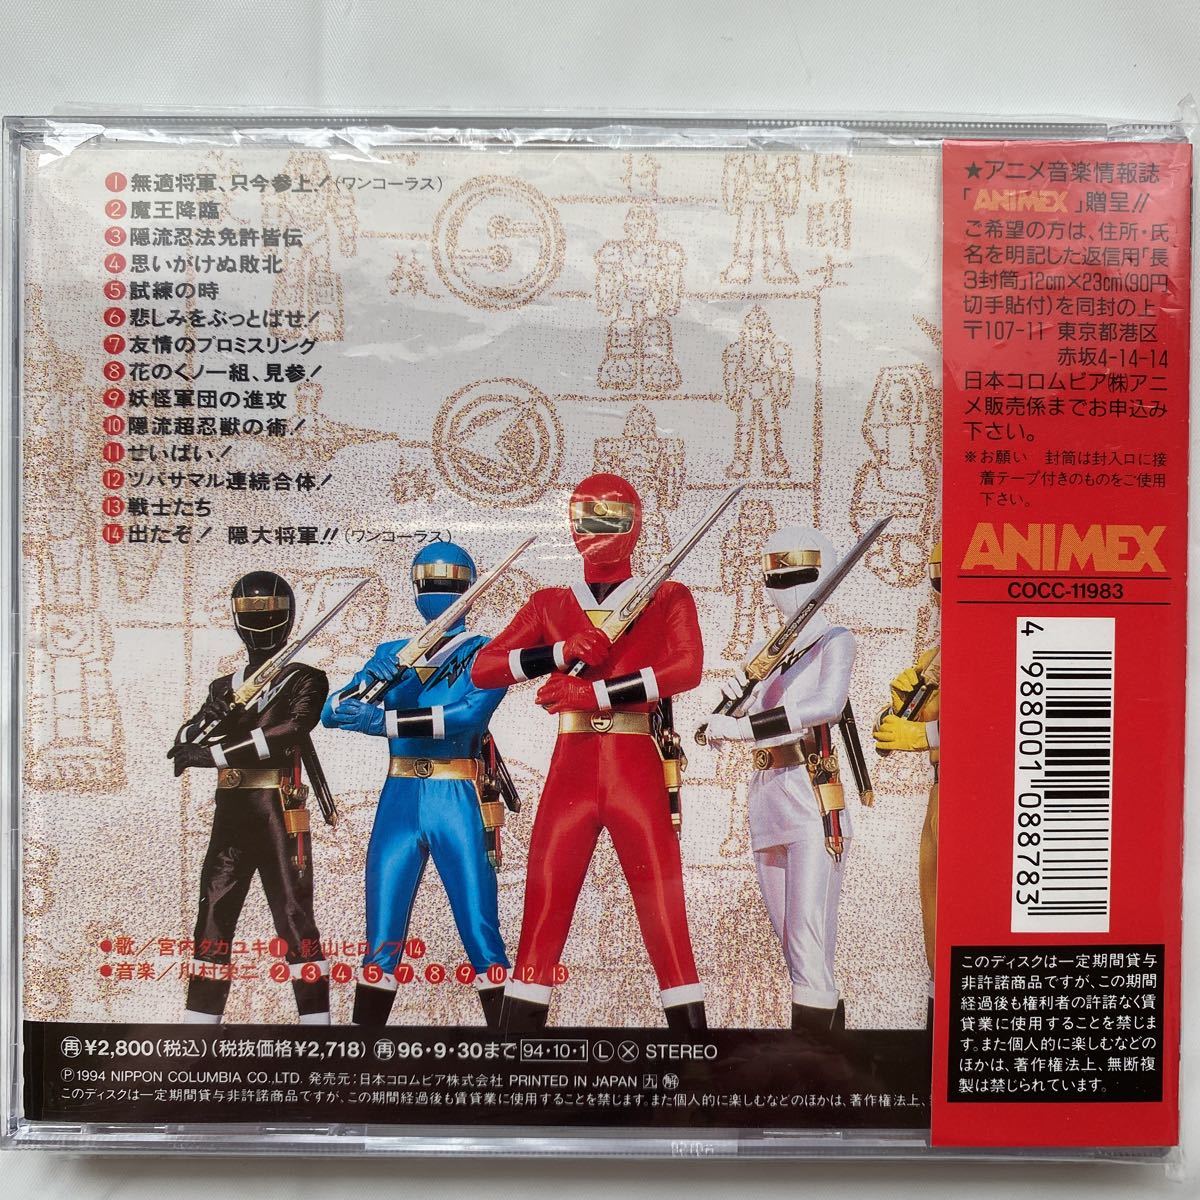 1 無適将軍、只今参上!(ワンコーラス)
2 魔王降臨
3 隠流忍法免許皆伝
4 思いがけぬ敗北
5 試練の時
6 悲しみをぶっとばせ!
7 友情のプロミスリング
8 花のくノ一組、見参!
9 妖怪軍団の進攻
10 隠流超忍獣の術!
11 せいばい!
12 ツバサマル連続合体!
13 戦士たち
14 出たぞ! 隠大将軍!!(ワンコーラス)
●歌/宮内タカユキ1、影山ヒロノブ14
●音楽/川村栄二 2、3、4、5、7、8、9、10、12、13
再¥2,800(税込)(税抜価格¥2,718) 再96・9・30まで 94・10・1 L X STEREO
Ⓟ1994 NIPPON COLUMBIA CO.,LTD. 発売元:日本コロムビア株式会社 PRINTED IN JAPAN 九 解
このディスクは一定期間貸与非許諾商品ですが、この期間経過後も賃貸業に使用することを禁じます。また個人的に楽しむなどのほかは、著作権法上、
★アニメ音楽情報誌
「ANIMEX」贈呈!!
ご希望の方は、住所・氏
名を明記した返信用「長
3封筒」12cm×23cm(90円
切手貼付)を同封の上
〒107-11 東京都港区
赤坂4-14-14
日本コロムビア(株)アニ
メ販売係までお申込み
下さい。
※お願い 封筒は封入口に接
着テープ付きのものをご使用
下さい。
ANIMEX
COCC-11983
4 988001 088783
このディスクは一定期間貸与
非許諾商品ですが、この期間
経過後も権利者の許諾なく賃
貸業に使用することを禁じま
す。また個人的に楽しむなどの
ほかは、著作権法上、無断複
製は禁じられています。